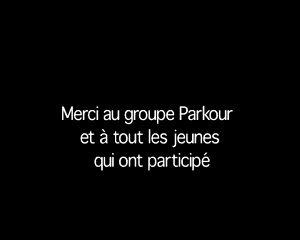 Merci au groupe Parkour
et à tout les jeunes
qui ont participé